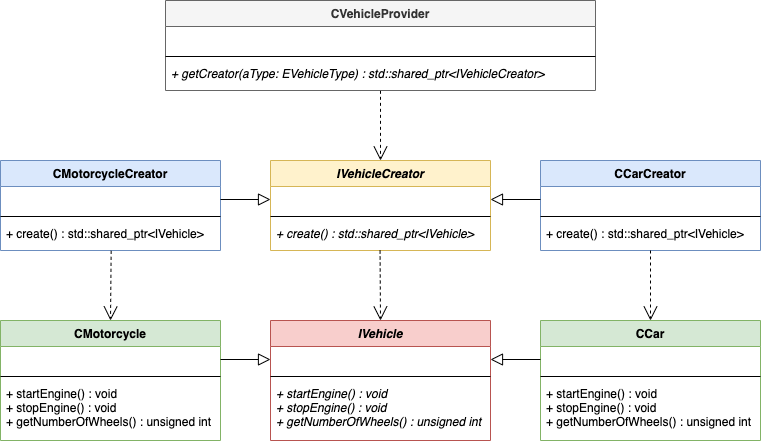 CVehicleProvider
+ getCreator(aType: EVehicleType) : std::shared_ptr<IVehicleCreator>
CMotorcycleCreator
+ create() : std::shared_ptr<IVehicle>
IVehicleCreator
+ create() : std::shared_ptr<IVehicle>
CCarCreator
+ create() : std::shared_ptr<IVehicle>
CMotorcycle
+ startEngine() : void
+ stopEngine() : void
+ getNumberOfWheels() : unsigned int
IVehicle
+ startEngine() : void
+ stopEngine() : void
+ getNumberOfWheels() : unsigned int
CCar
+ startEngine() : void
+ stopEngine() : void
+ getNumberOfWheels() : unsigned int